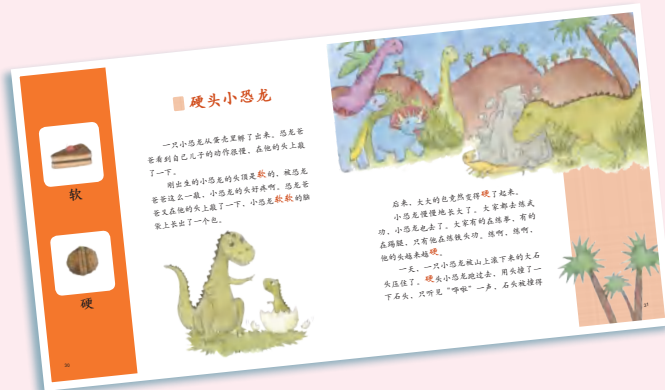 软
硬
36
硬头小恐龙
一只小恐龙从蛋壳里孵了出来。恐龙爸
爸看到自己儿子的动作很慢，在他的头上敲
了一下。
刚出生的小恐龙的头顶是软的，被恐龙
爸爸这么一敲，小恐龙的头好疼啊。恐龙爸
爸又在他的头上敲了一下，小恐龙软软的脑
袋上长出了一个包。
后来，大大的包竟然变得硬了起来。
小恐龙慢慢地长大了。大家都去练武
功，小恐龙也去了。大家有的在练拳，有的
在踢腿，只有他在练铁头功。练啊，练啊，
他的头越来越硬。
一天，一只小恐龙被山上滚下来的大石
头压住了。硬头小恐龙跑过去，用头撞了一
下石头，只听见“哗啦”一声，石头被撞得
37